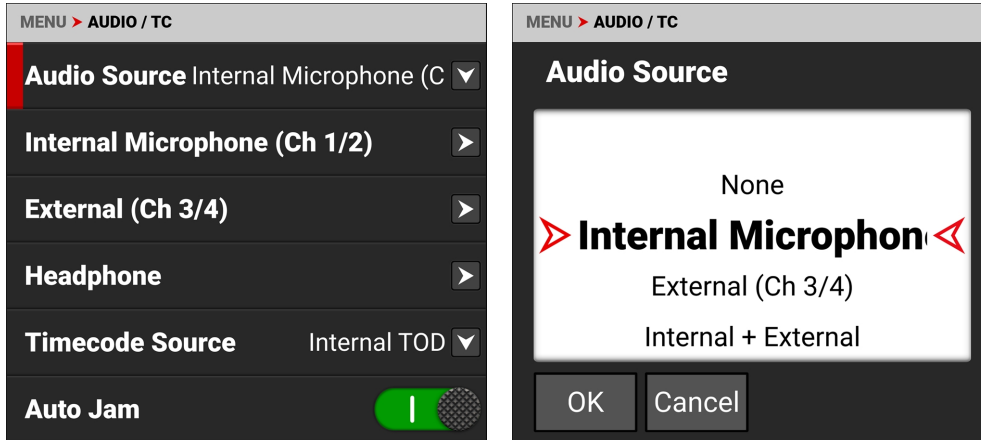 MENU ➤ AUDIO / TC
Audio Source Internal Microphone (C
Internal Microphone (Ch 1/2)
External (Ch 3/4)
Headphone
Timecode Source Internal TOD
Auto Jam
MENU ➤ AUDIO / TC
Audio Source
None
Internal Microphon
External (Ch 3/4)
Internal + External
OK Cancel